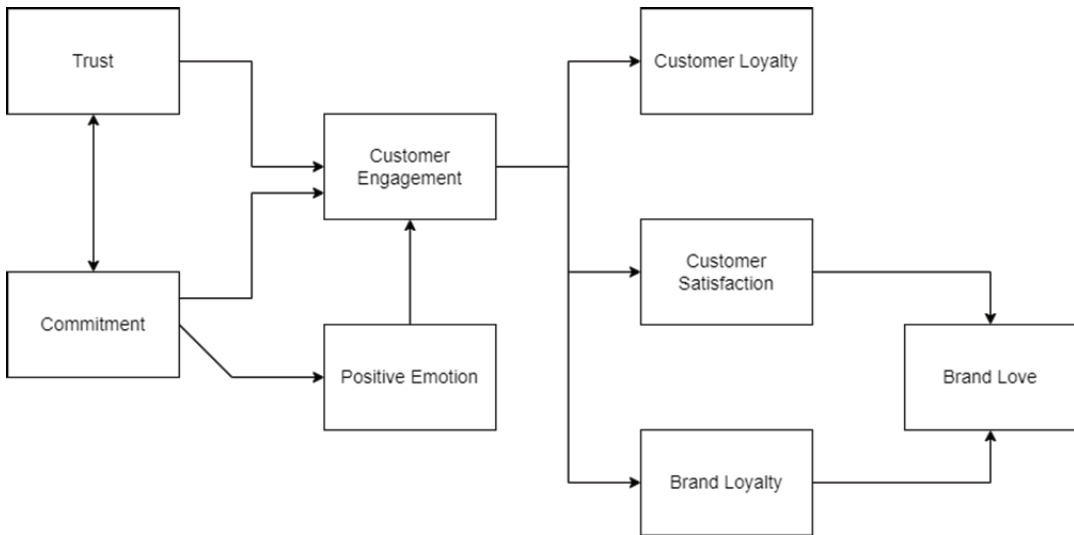 Trust
Customer Loyalty
Customer
Engagement
Customer
Satisfaction
Commitment
Positive Emotion
Brand Love
Brand Loyalty